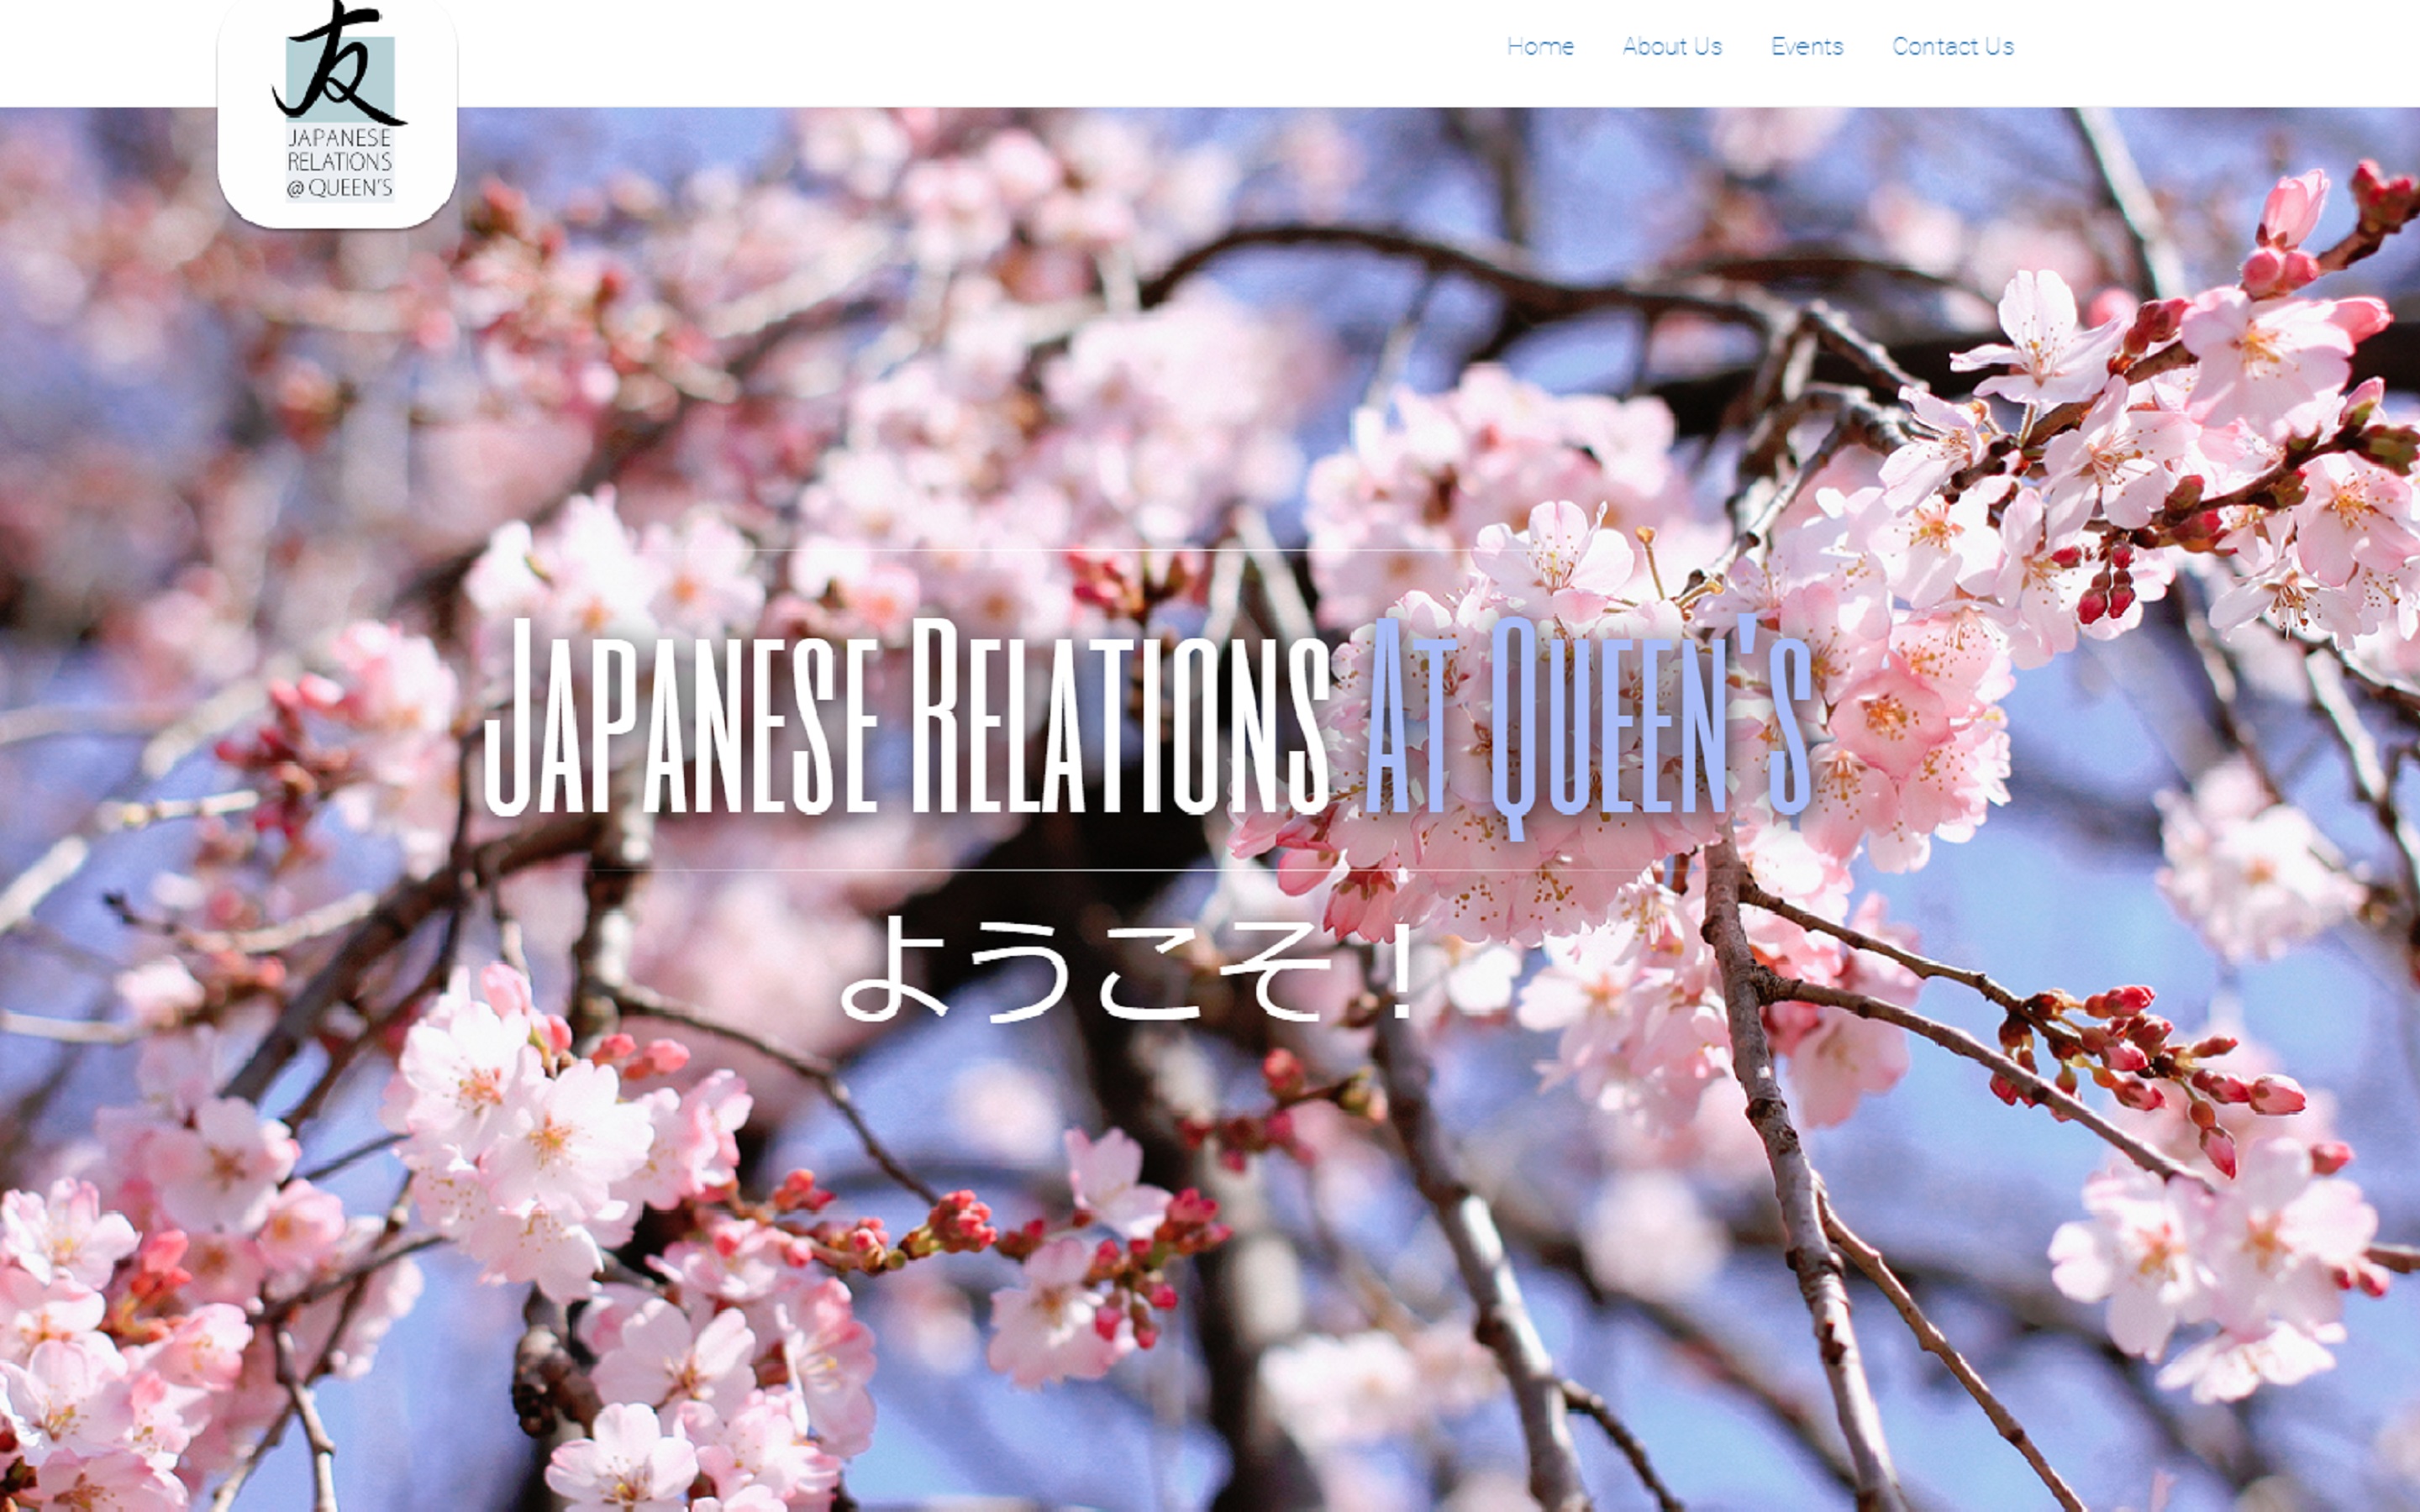 友
JAPANESE
RELATIONS
@ QUEEN'S
Home About Us Events Contact Us
JAPANESE RELATIONS AT QUEEN'S
ようこそ！